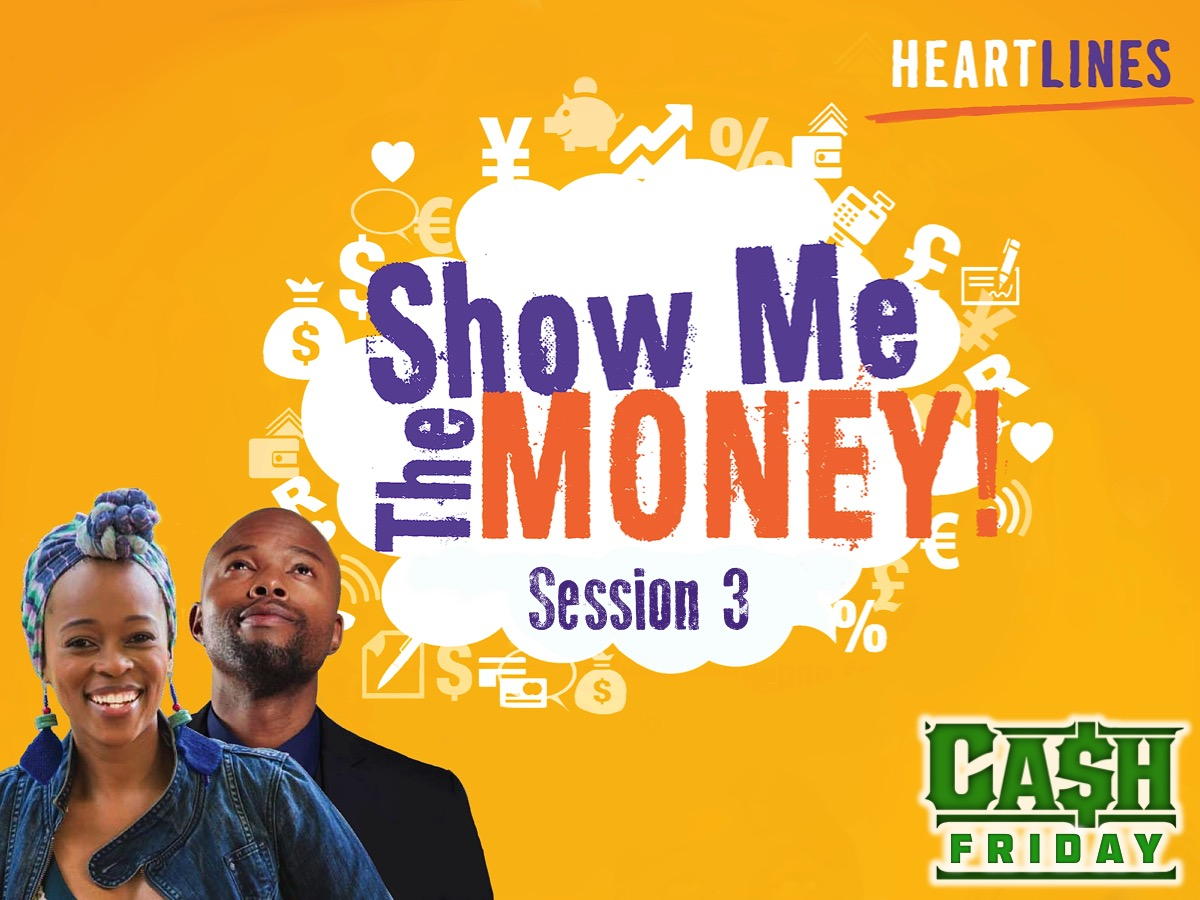 HEARTLINES
Show Me
The MONEY!
Session 3
CA$H
FRIDAY